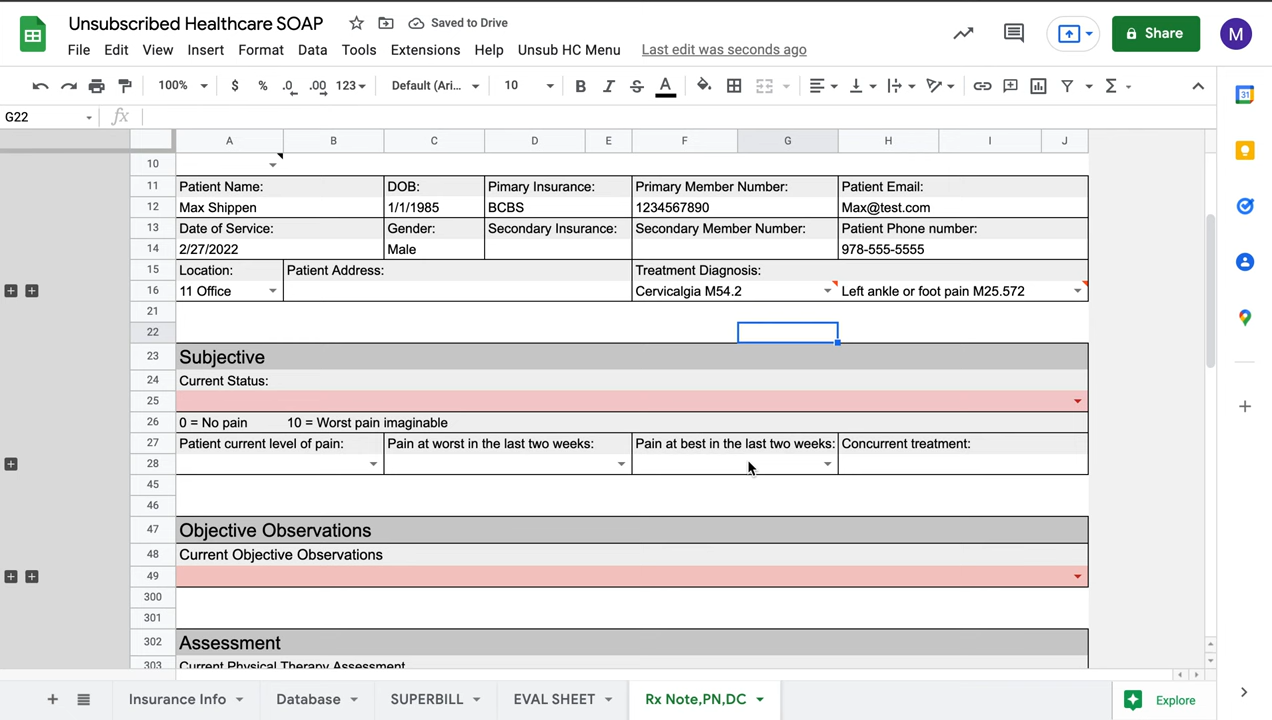 Unsubscribed Healthcare SOAP Saved to Drive
File Edit View Insert Format Data Tools Extensions Help Unsub HC Menu Last edit was seconds ago
Share
M
100% $ % .0 .00 123 Default (Ari... 10 B I S A Σ
31
G22 fx
A B C D E F G H I J
10
11 Patient Name: DOB: Pimary Insurance: Primary Member Number: Patient Email:
12 Max Shippen 1/1/1985 BCBS 1234567890 Max@test.com
13 Date of Service: Gender: Secondary Insurance: Secondary Member Number: Patient Phone number:
14 2/27/2022 Male 978-555-5555
15 Location: Patient Address: Treatment Diagnosis:
16 11 Office Cervicalgia M54.2 Left ankle or foot pain M25.572
21
22
23 Subjective
24 Current Status:
25
26 0 = No pain 10 = Worst pain imaginable
27 Patient current level of pain: Pain at worst in the last two weeks: Pain at best in the last two weeks: Concurrent treatment:
28
45
46
47 Objective Observations
48 Current Objective Observations
49
300
301
302 Assessment
303 Current Physical Therapy Assessment
Insurance Info Database SUPERBILL EVAL SHEET Rx Note,PN,DC Explore